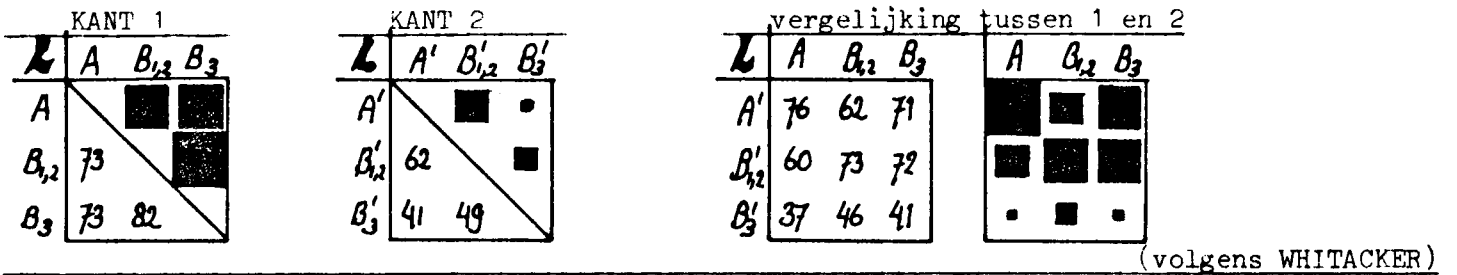 KANT 1 KANT 2 vergelijking tussen 1 en 2
A B1,2 B3 A' B'1,2 B'3 A B1,2 B3 A B1,2 B3
A A' A' 76 62 71
B1,2 73 B'1,2 62 B'1,2 60 73 72
B3 73 82 B'3 41 49 B'3 37 46 41
(volgens WHITACKER)